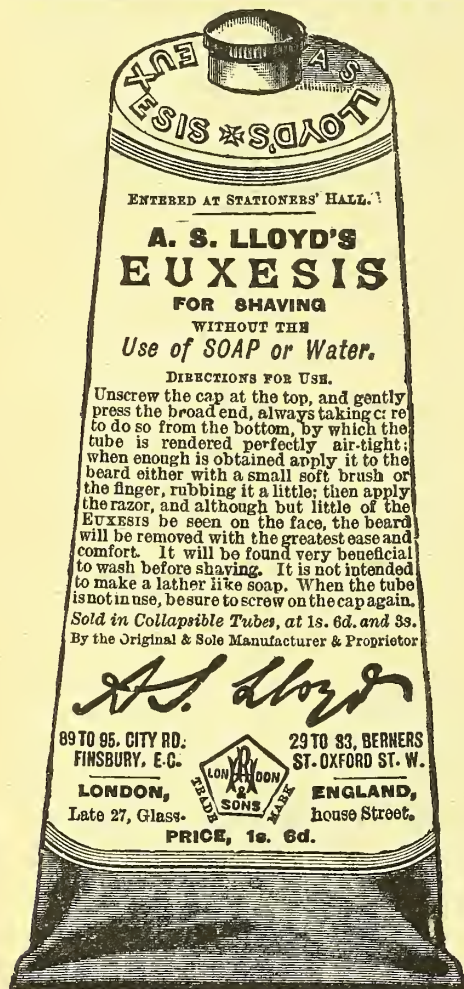 A. S. LLOYD'S EUXESIS
ENTERED AT STATIONERS' HALL.
A. S. LLOYD'S
EUXESIS
FOR SHAVING
WITHOUT THE
Use of SOAP or Water.
DIRECTIONS FOR USE.
Unscrew the cap at the top, and gently
press the broad end, always taking c re
to do so from the bottom, by which the
tube is rendered perfectly air-tight;
when enough is obtained apply it to the
beard either with a small soft brush or
the finger, rubbing it a little; then apply
the razor, and although but little of the
EUXESIS be seen on the face, the beard
will be removed with the greatest ease and
comfort. It will be found very beneficial
to wash before shaving. It is not intended
to make a lather like soap. When the tube
is not in use, be sure to screw on the cap again.
Sold in Collapsible Tubes, at 1s. 6d. and 3s.
By the Original & Sole Manufacturer & Proprietor
A.S. Lloyd
89 TO 95, CITY RD.
FINSBURY, E.C.
LONDON,
Late 27, Glass-
LONDON
& SONS
TRADE MARK
29 TO 33, BERNERS
ST. OXFORD ST. W.
ENGLAND,
house Street.
PRICE, 1s. 6d.